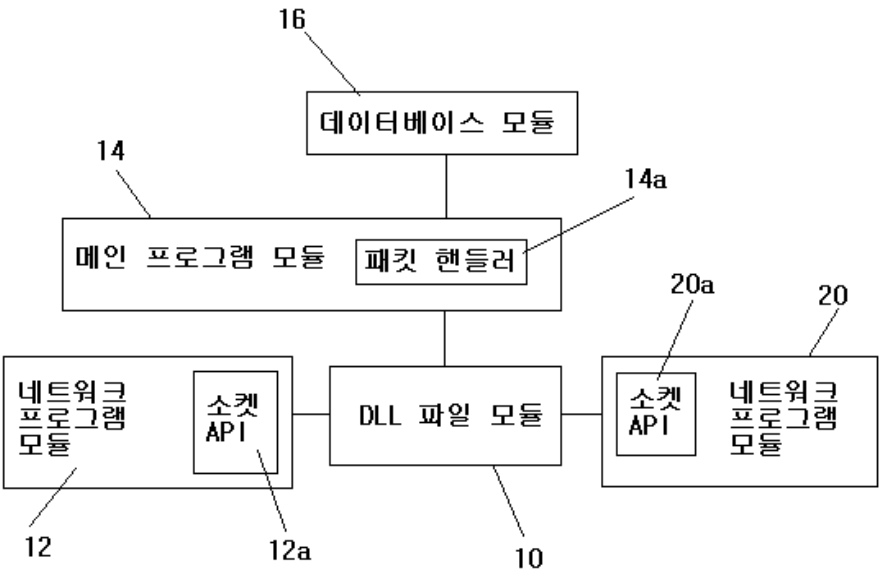 16
데이터베이스 모듈
14
14a
메인 프로그램 모듈
패킷 핸들러
20a
20
네트워크
프로그램
모듈
소켓
API
DLL 파일 모듈
소켓
API
네트워크
프로그램
모듈
12
12a
10